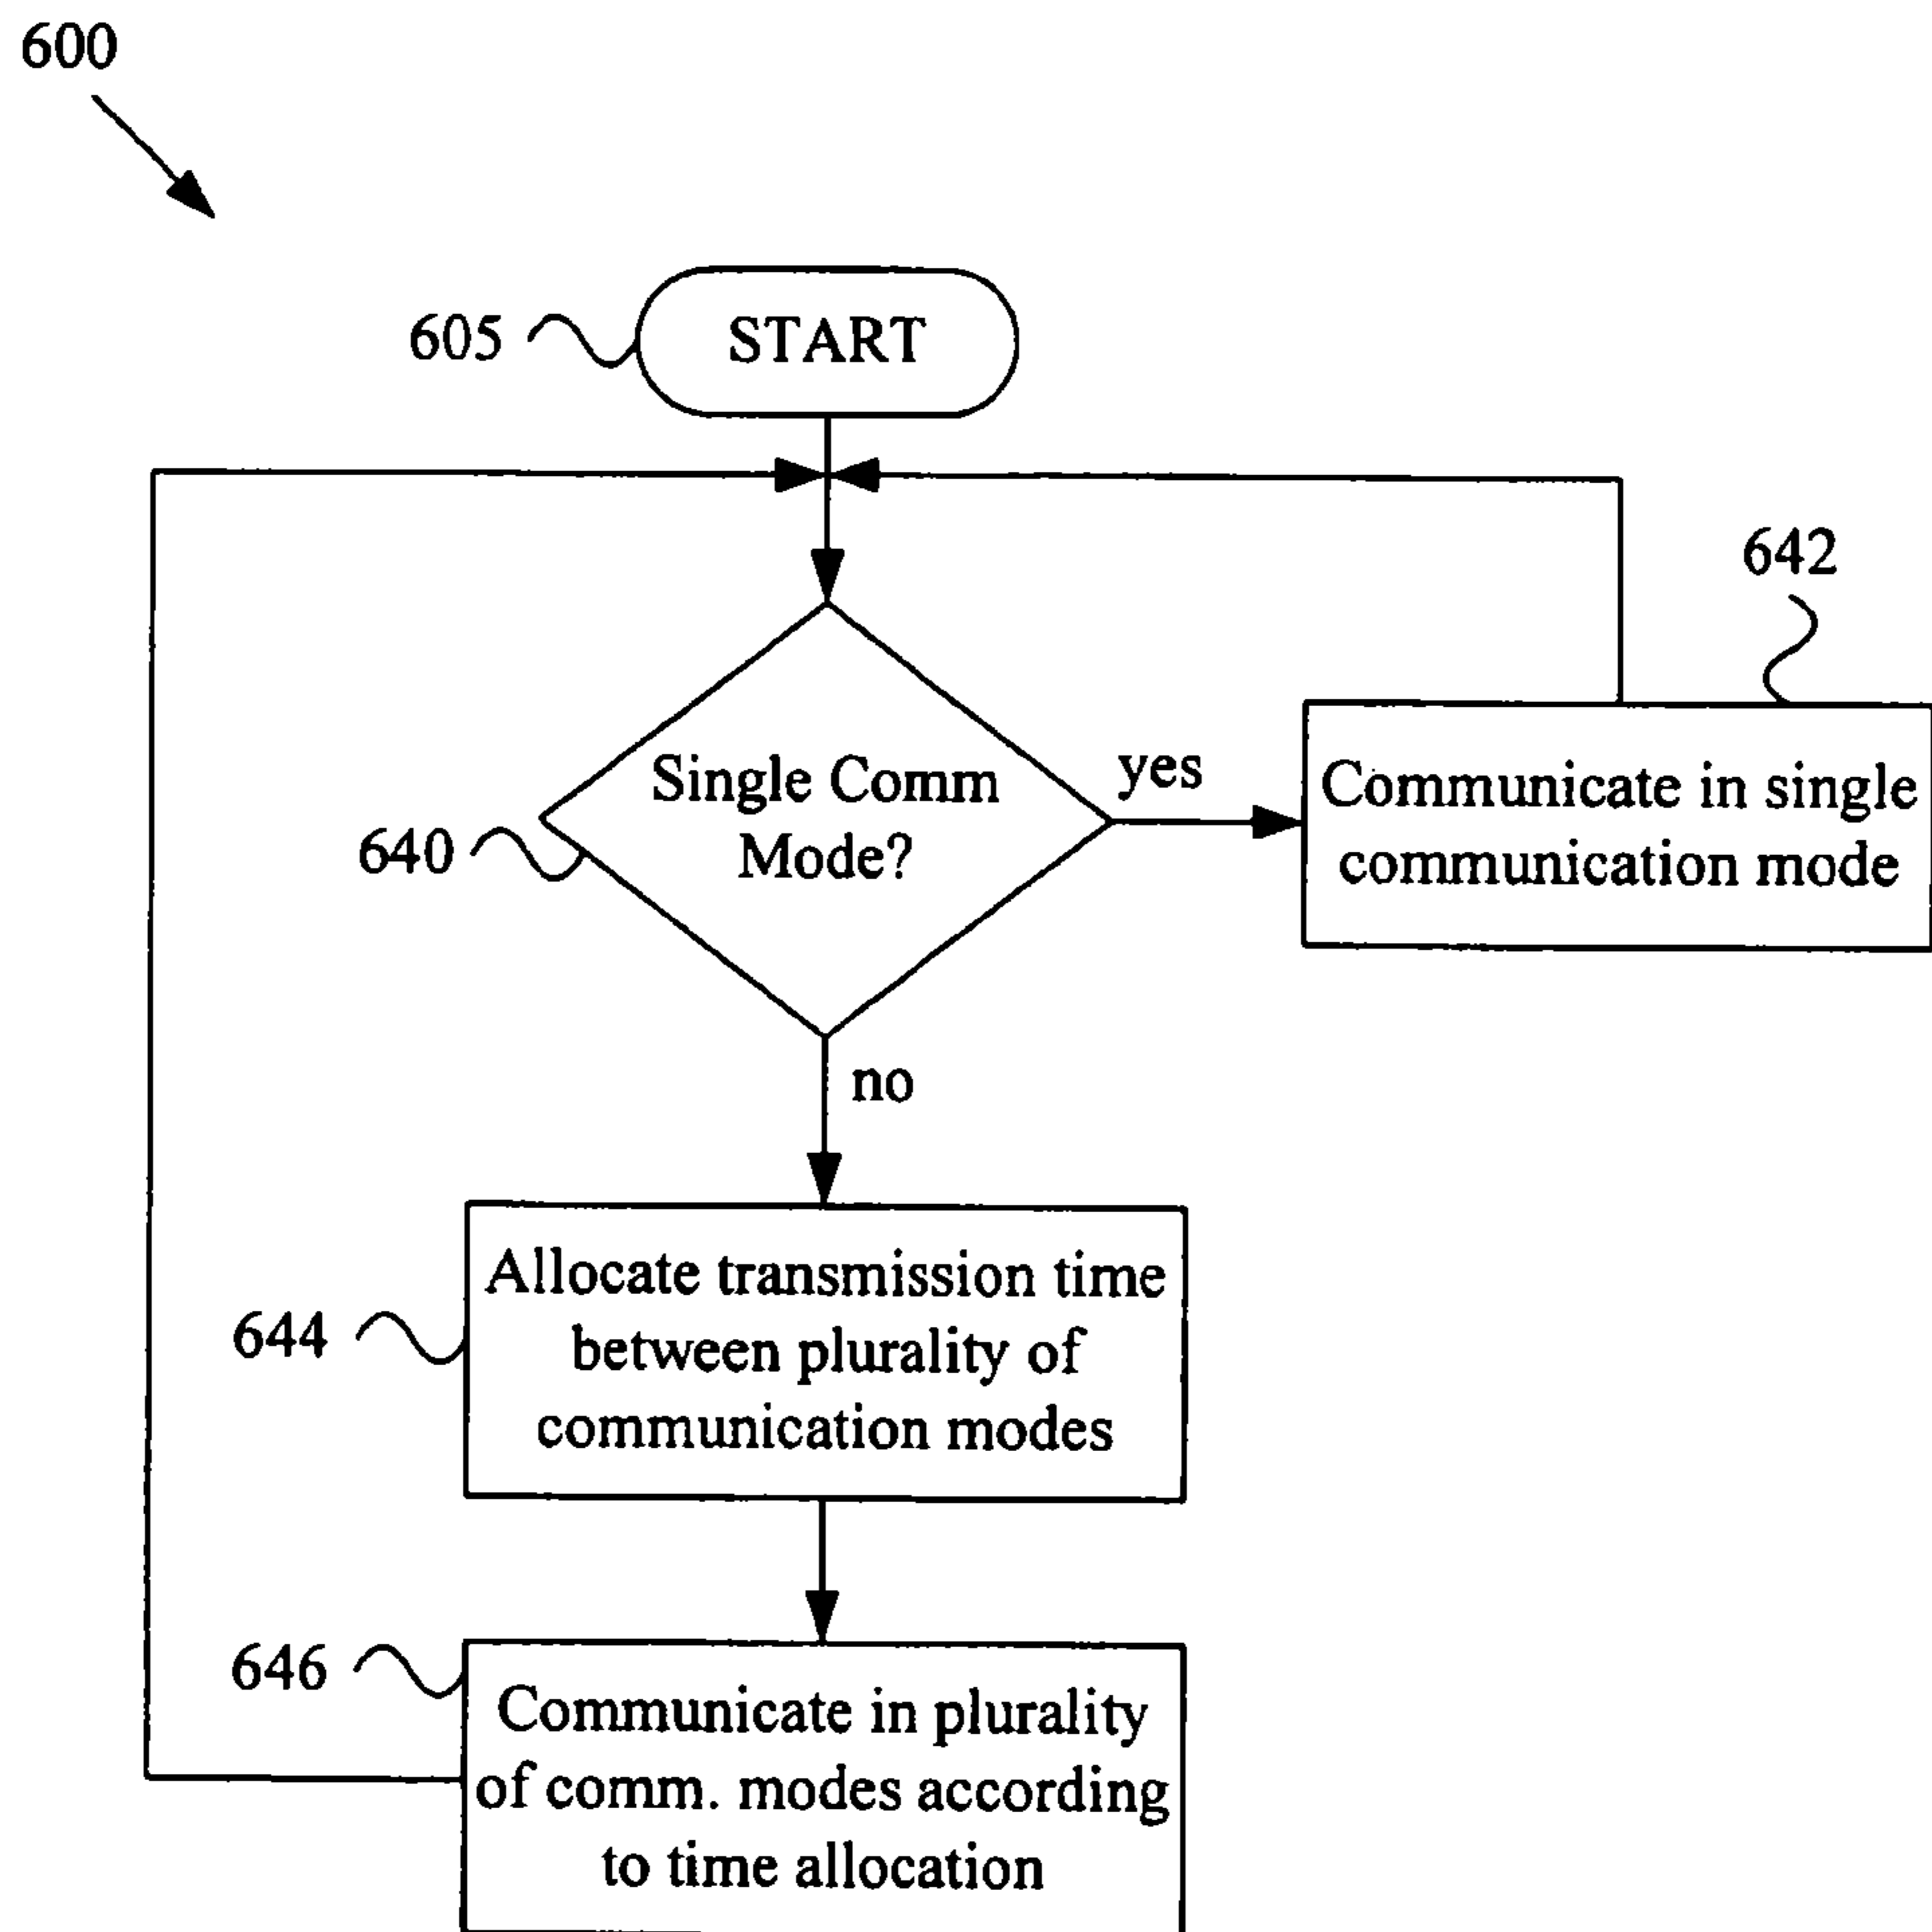 600
605
START
642
Single Comm
Mode?
yes
640
Communicate in single
communication mode
no
644
Allocate transmission time
between plurality of
communication modes
646
Communicate in plurality
of comm. modes according
to time allocation